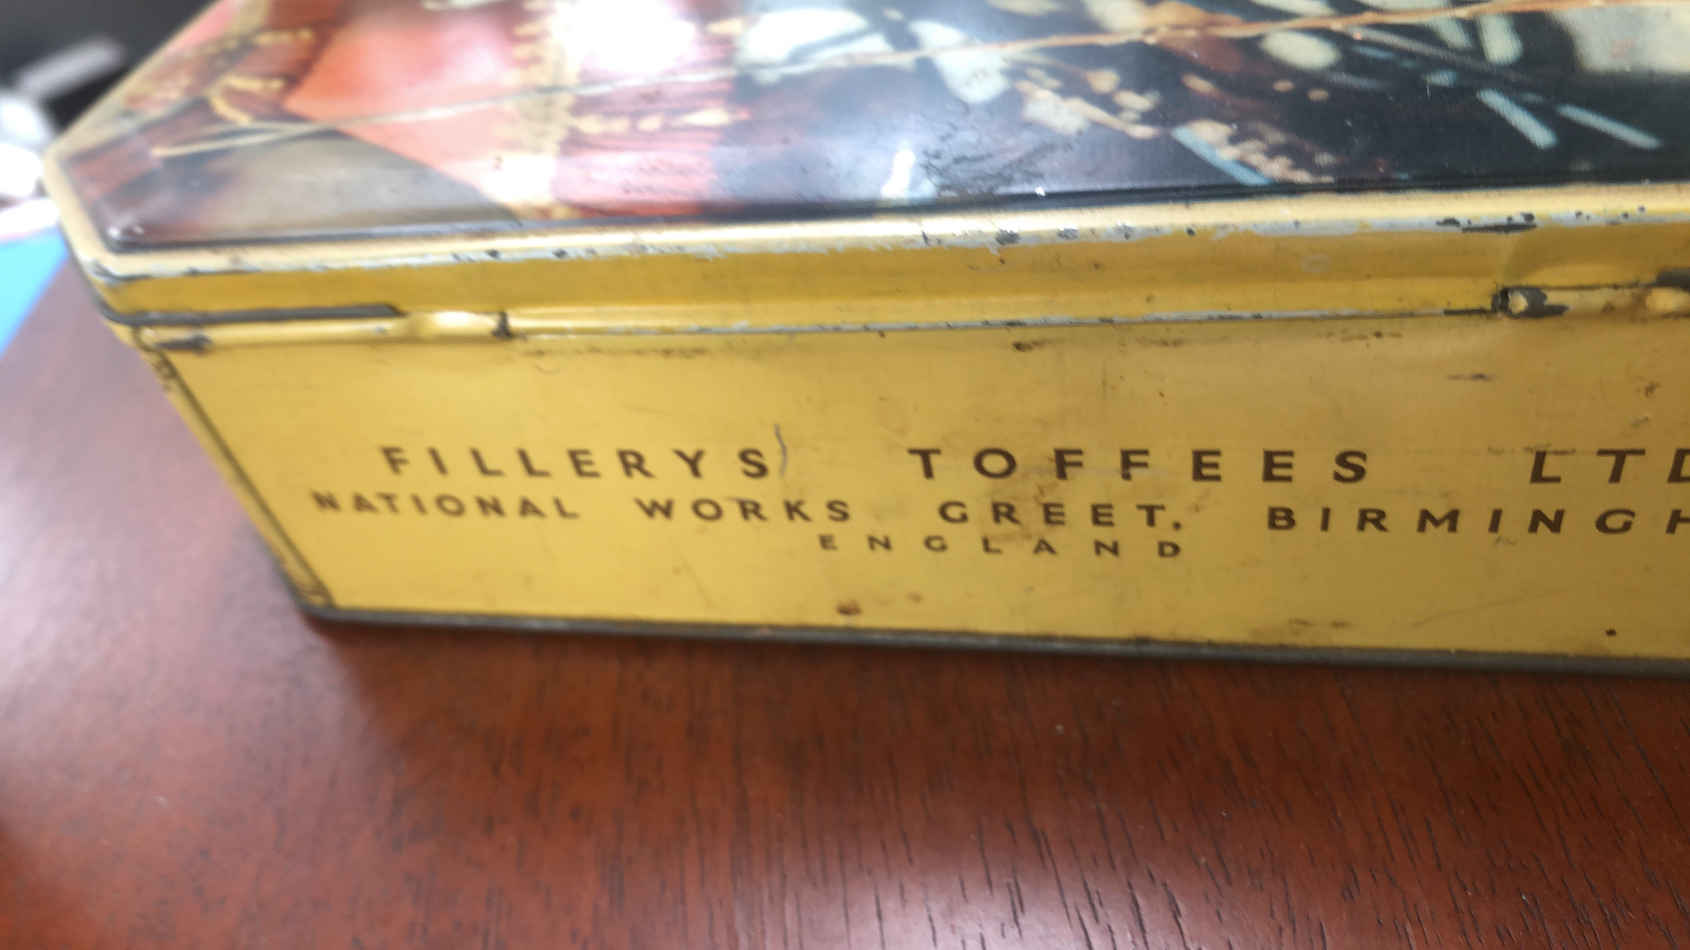 FILLERYS TOFFEES LTD
NATIONAL WORKS GREET, BIRMINGH
ENGLAND